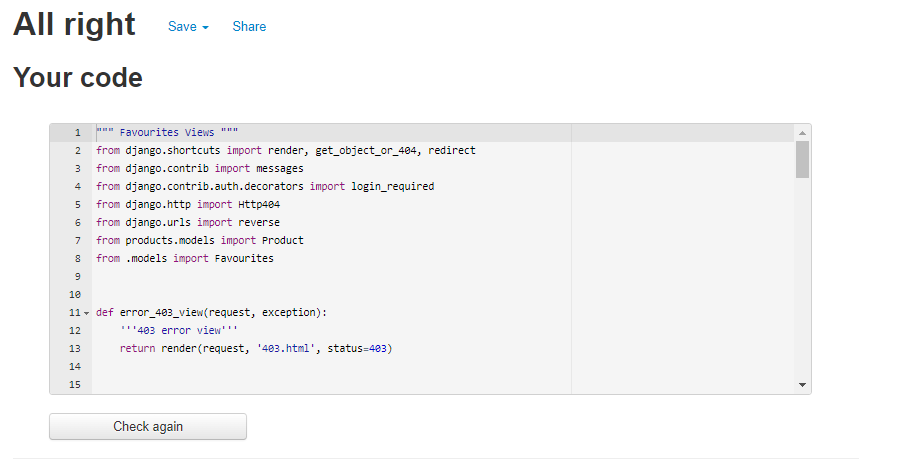 All right Save Share
Your code
1 """ Favourites Views """
2 from django.shortcuts import render, get_object_or_404, redirect
3 from django.contrib import messages
4 from django.contrib.auth.decorators import login_required
5 from django.http import Http404
6 from django.urls import reverse
7 from products.models import Product
8 from .models import Favourites
9
10
11 def error_403_view(request, exception):
12 '''403 error view'''
13 return render(request, '403.html', status=403)
14
15
Check again